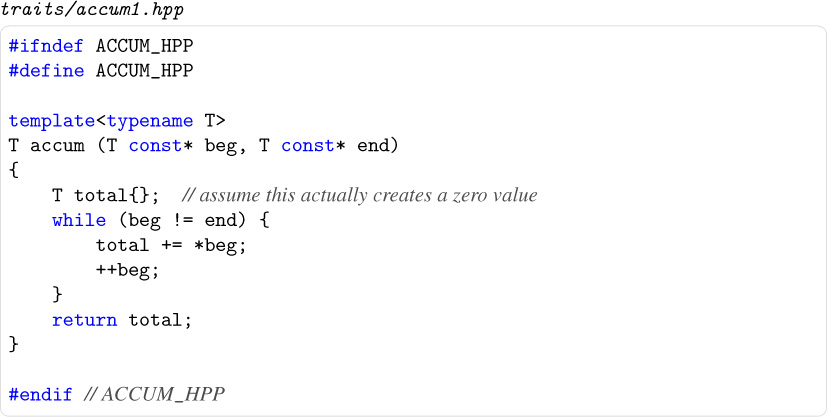 traits/accum1.hpp
#ifndef ACCUM_HPP
#define ACCUM_HPP
template<typename T>
T accum (T const* beg, T const* end)
{
    T total{};  // assume this actually creates a zero value
    while (beg != end) {
        total += *beg;
        ++beg;
    }
    return total;
}
#endif // ACCUM_HPP